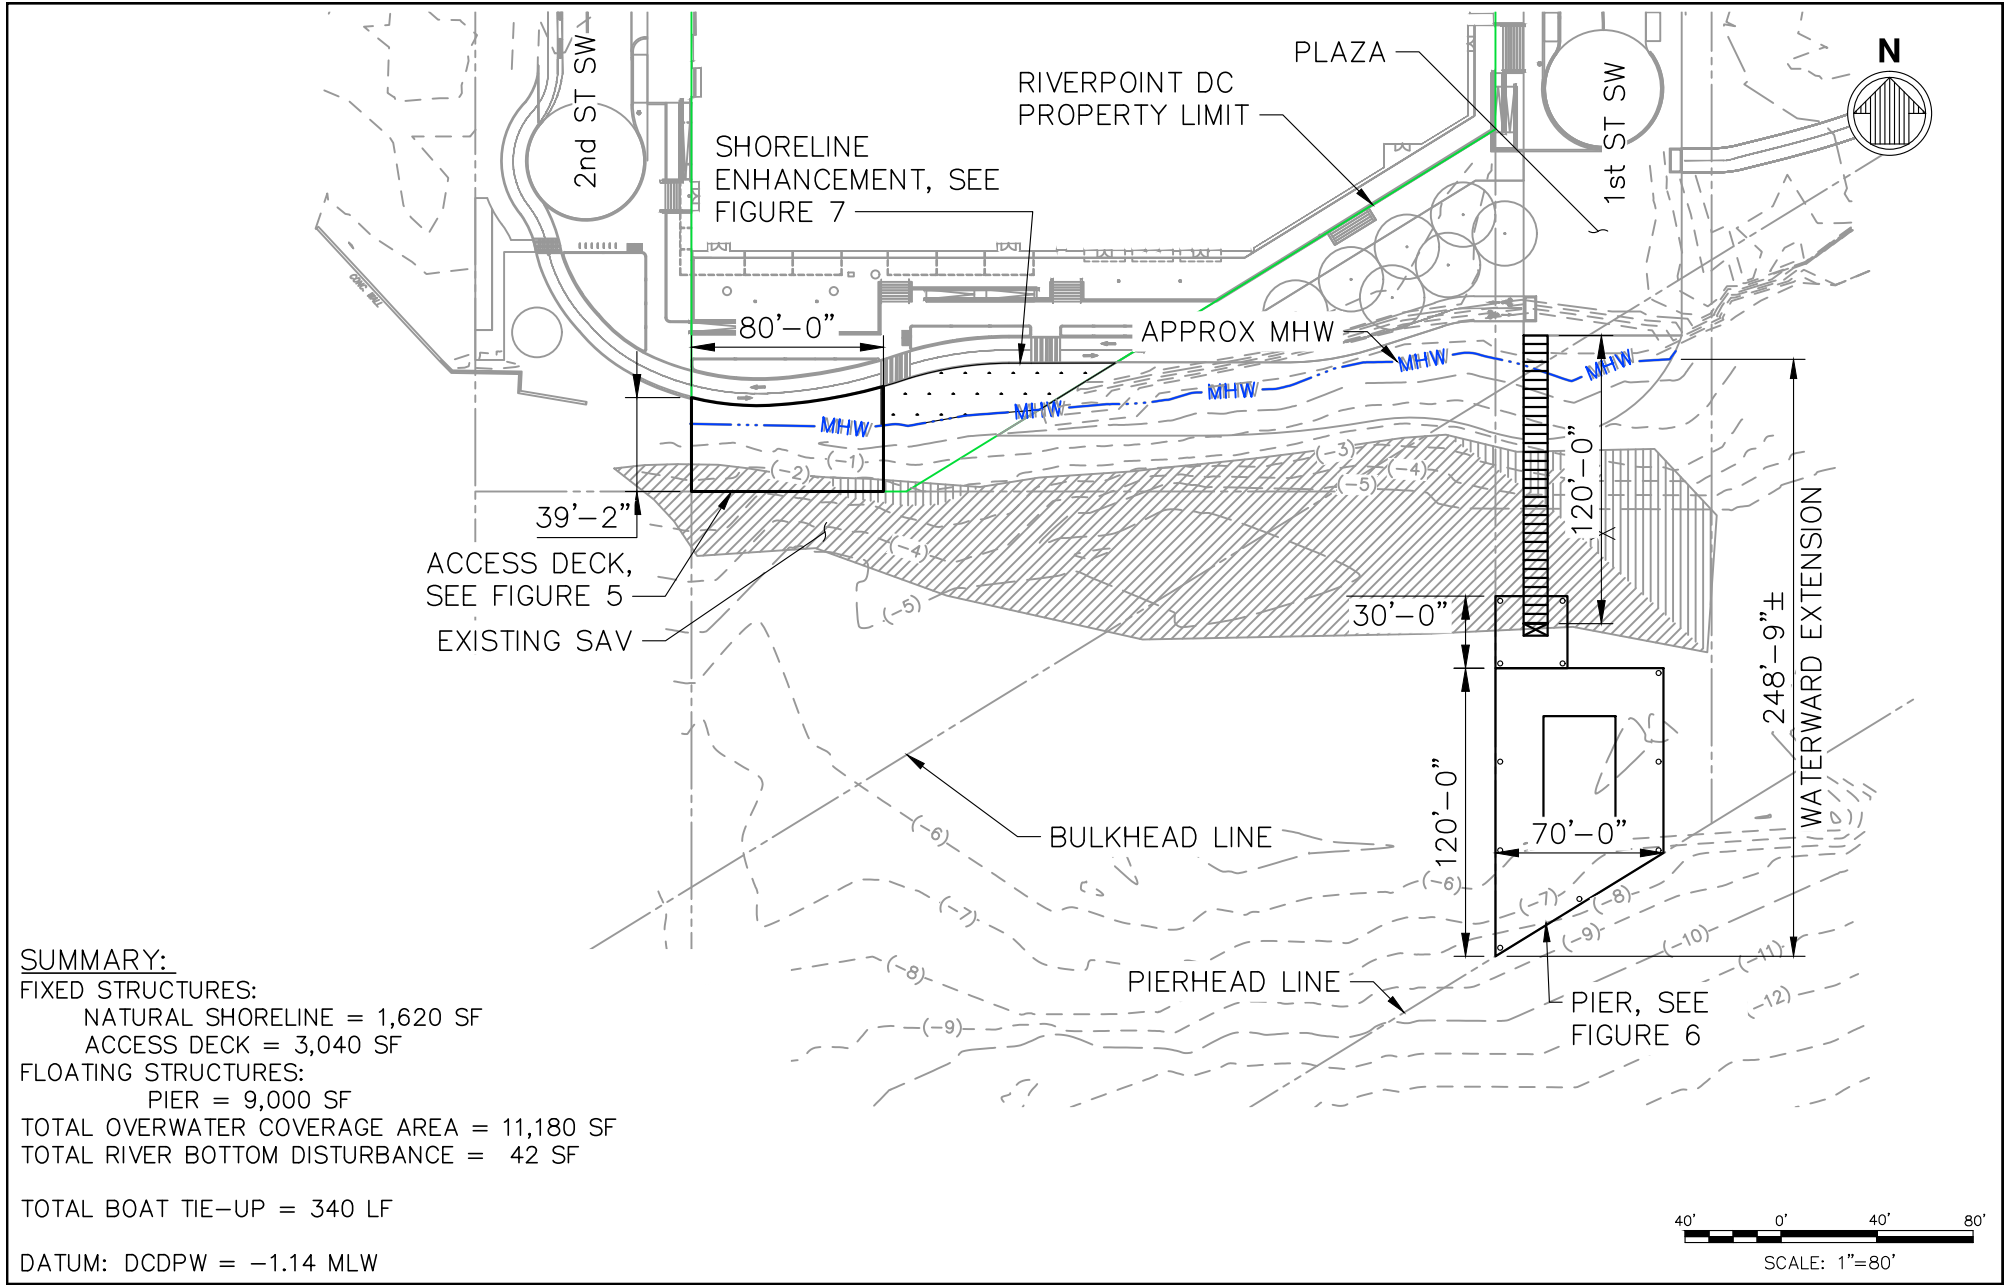 2nd ST SW
PLAZA
RIVERPOINT DC
PROPERTY LIMIT
1st ST SW
N
SHORELINE
ENHANCEMENT, SEE
FIGURE 7
CONC. WALL
80'-0"
APPROX MHW
MHW
MHW
MHW
MHW
MHW
(-1)
(-2)
(-3)
(-4)
(-5)
39'-2"
120'-0"
ACCESS DECK,
SEE FIGURE 5
EXISTING SAV
(-4)
(-5)
30'-0"
248'-9"±
WATERWARD EXTENSION
120'-0"
70'-0"
BULKHEAD LINE
(-6)
(-7)
(-8)
(-9)
(-6)
(-7)
(-8)
(-9)
(-10)
(-11)
(-12)
PIERHEAD LINE
PIER, SEE
FIGURE 6
SUMMARY:
FIXED STRUCTURES:
NATURAL SHORELINE = 1,620 SF
ACCESS DECK = 3,040 SF
FLOATING STRUCTURES:
PIER = 9,000 SF
TOTAL OVERWATER COVERAGE AREA = 11,180 SF
TOTAL RIVER BOTTOM DISTURBANCE = 42 SF
TOTAL BOAT TIE-UP = 340 LF
DATUM: DCDPW = -1.14 MLW
40' 0' 40' 80'
SCALE: 1"=80'